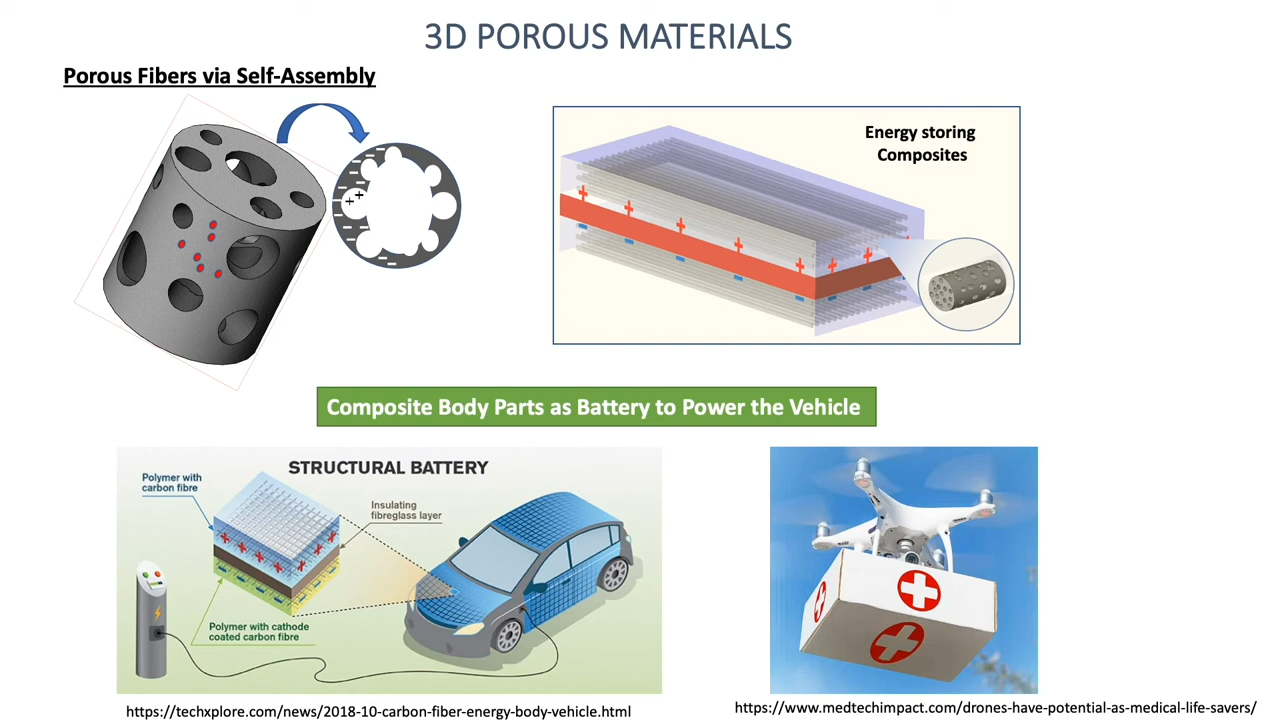 3D POROUS MATERIALS
Porous Fibers via Self-Assembly
Energy storing
Composites
Composite Body Parts as Battery to Power the Vehicle
STRUCTURAL BATTERY
Polymer with
carbon fibre
Insulating
fibreglass layer
Polymer with cathode
coated carbon fibre
https://techxplore.com/news/2018-10-carbon-fiber-energy-body-vehicle.html
https://www.medtechimpact.com/drones-have-potential-as-medical-life-savers/